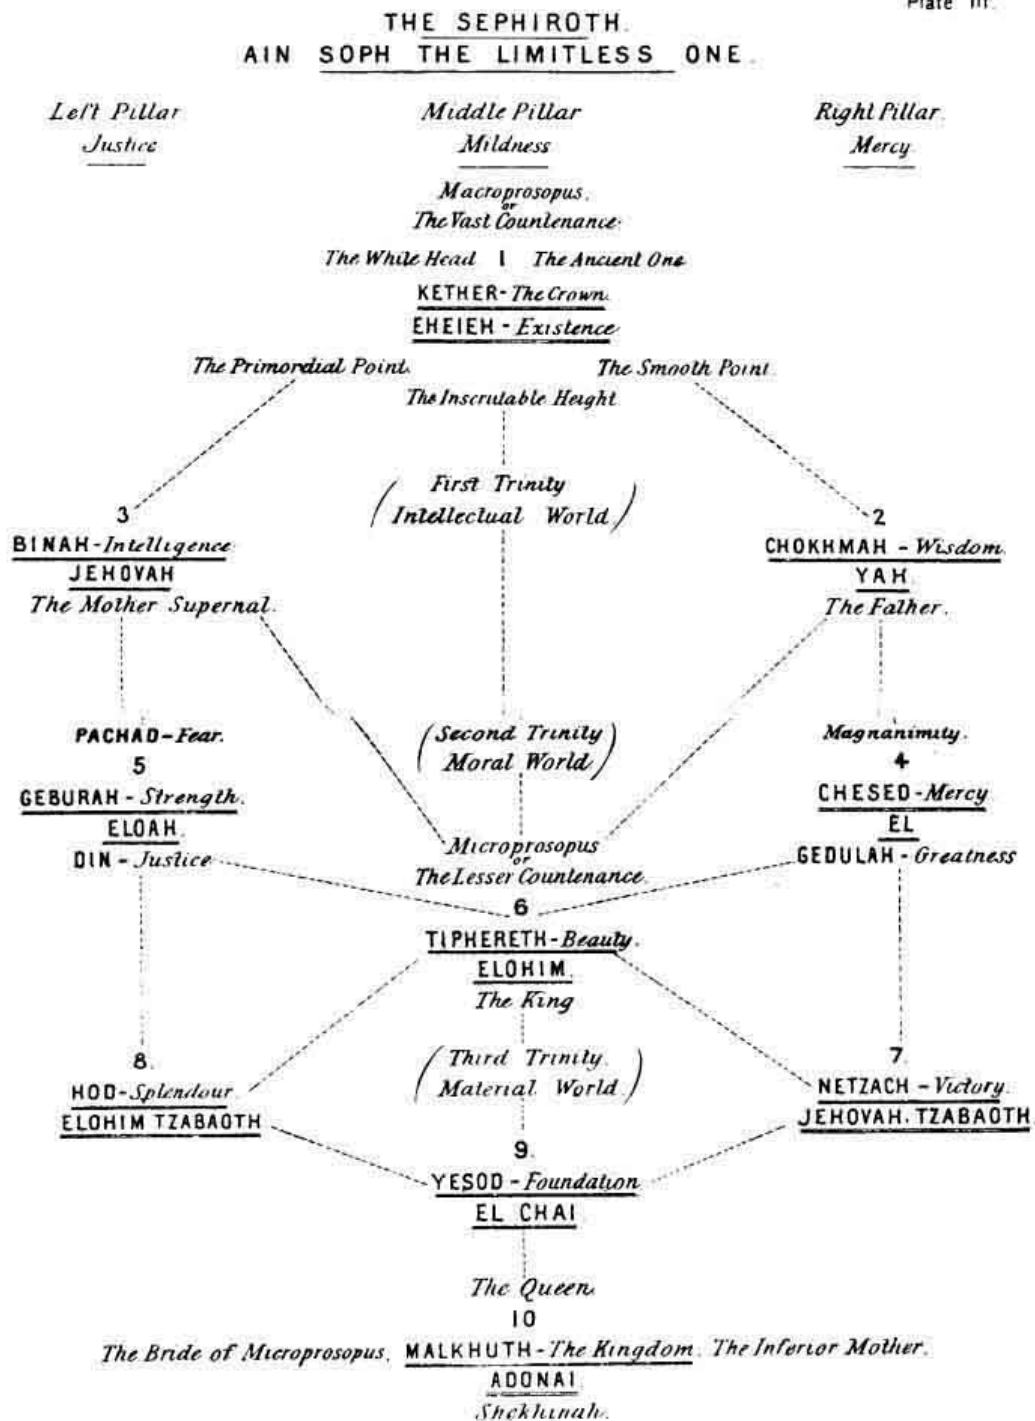 Plate III.
THE SEPHIROTH.
AIN SOPH THE LIMITLESS ONE.
Left Pillar Middle Pillar Right Pillar.
Justice Mildness Mercy
Macroprosopus.
or
The Vast Countenance.
The White Head 1 The Ancient One
KETHER - The Crown.
EHEIEH - Existence
The Primordial Point. The Smooth Point.
The Inscrutable Height
First Trinity
(Intellectual World.)
3 2
BINAH - Intelligence. CHOKHMAH - Wisdom.
JEHOVAH YAH.
The Mother Supernal. The Father.
PACHAD - Fear. (Second Trinity Magnanimity.
5 Moral World) 4
GEBURAH - Strength. CHESED - Mercy
ELOAH. EL
DIN - Justice Microprosopus GEDULAH - Greatness
or
The Lesser Countenance.
6
TIPHERETH - Beauty.
ELOHIM.
The King
8. (Third Trinity. 7.
HOD - Splendour. Material World.) NETZACH - Victory.
ELOHIM TZABAOTH JEHOVAH. TZABAOTH
9.
YESOD - Foundation
EL CHAI
The Queen
10
The Bride of Microprosopus. MALKHUTH - The Kingdom. The Inferior Mother.
ADONAI.
Shekhinah.